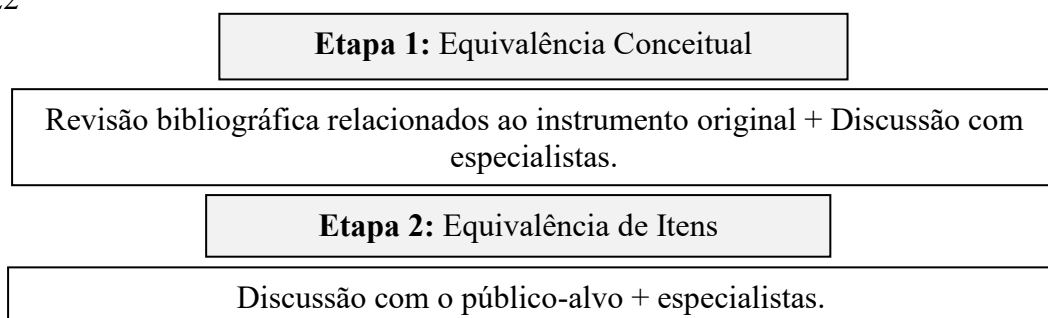 Etapa 1: Equivalência Conceitual
Revisão bibliográfica relacionados ao instrumento original + Discussão com
especialistas.
Etapa 2: Equivalência de Itens
Discussão com o público-alvo + especialistas.